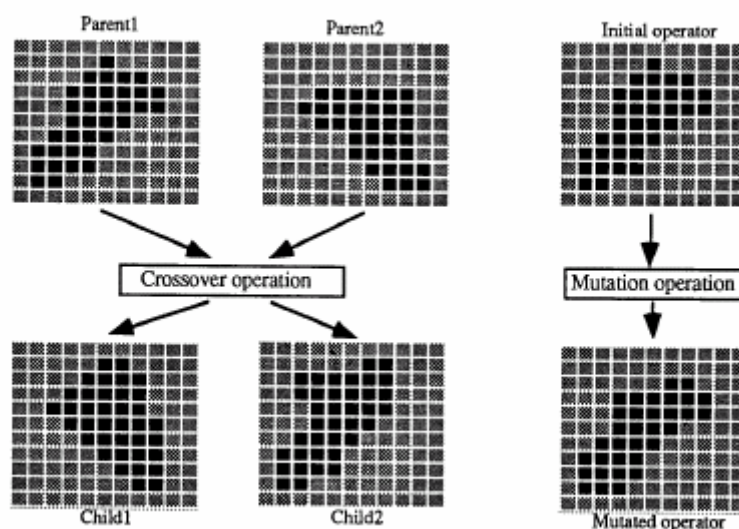 Parent1
Parent2
Initial operator
Crossover operation
Mutation operation
Child1
Child2
Mutated operator